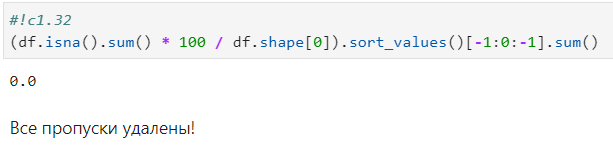 #!c1.32
(df.isna().sum() * 100 / df.shape[0]).sort_values()[-1:0:-1].sum()
0.0
Все пропуски удалены!